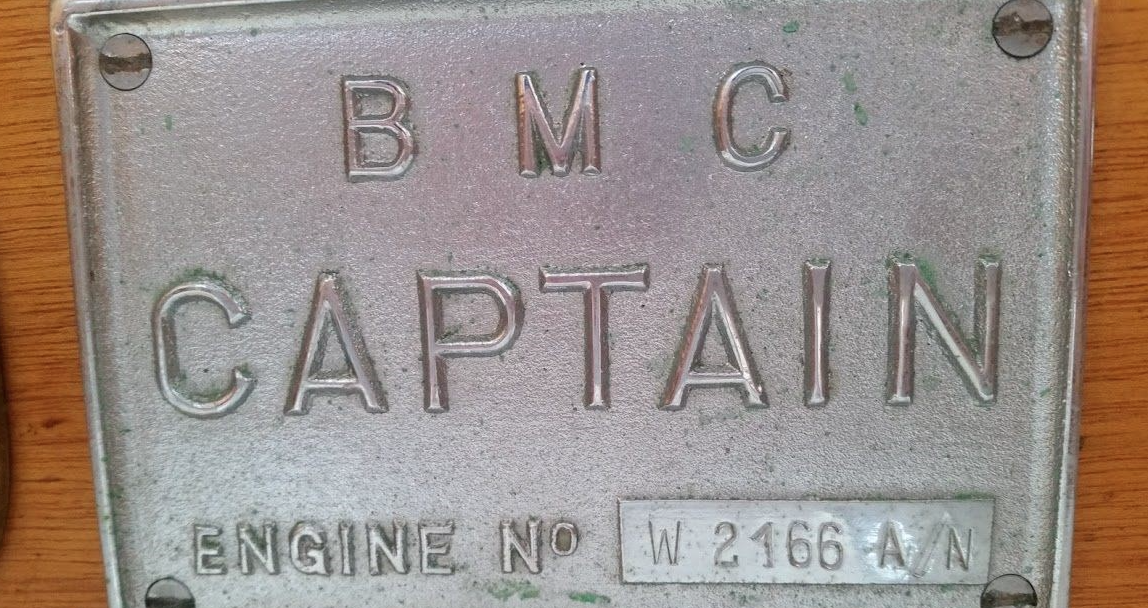 B M C
CAPTAIN
ENGINE Nº W 2166 A/N